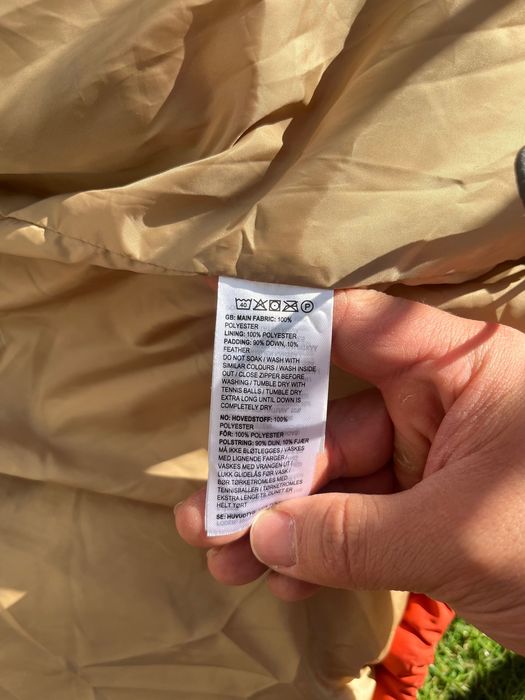 40 P
GB: MAIN FABRIC: 100%
POLYESTER
LINING: 100% POLYESTER
PADDING: 90% DOWN, 10%
FEATHER
DO NOT SOAK / WASH WITH
SIMILAR COLOURS / WASH INSIDE
OUT / CLOSE ZIPPER BEFORE
WASHING / TUMBLE DRY WITH
TENNIS BALLS / TUMBLE DRY
EXTRA LONG UNTIL DOWN IS
COMPLETELY DRY
NO: HOVEDSTOFF: 100%
POLYESTER
FÔR: 100% POLYESTER
POLSTRING: 90% DUN, 10% FJÆR
MÅ IKKE BLØTLEGGES / VASKES
MED LIGNENDE FARGER /
VASKES MED VRANGEN UT /
LUKK GLIDELÅS FØR VASK /
BØR TØRKETROMLES MED
TENNISBALLER / TØRKETROMLES
EKSTRA LENGE TIL DUNET ER
HELT TØRT
SE: